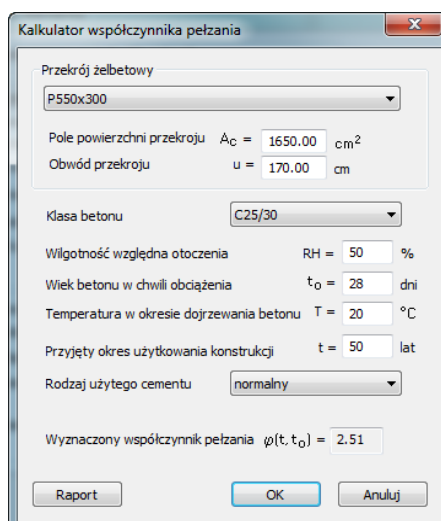 Kalkulator współczynnika pełzania
Przekrój żelbetowy
P550x300
Pole powierzchni przekroju Ac = 1650.00 cm²
Obwód przekroju u = 170.00 cm
Klasa betonu C25/30
Wilgotność względna otoczenia RH = 50 %
Wiek betonu w chwili obciążenia to = 28 dni
Temperatura w okresie dojrzewania betonu T = 20 °C
Przyjęty okres użytkowania konstrukcji t = 50 lat
Rodzaj użytego cementu normalny
Wyznaczony współczynnik pełzania φ(t, to) = 2.51
Raport OK Anuluj